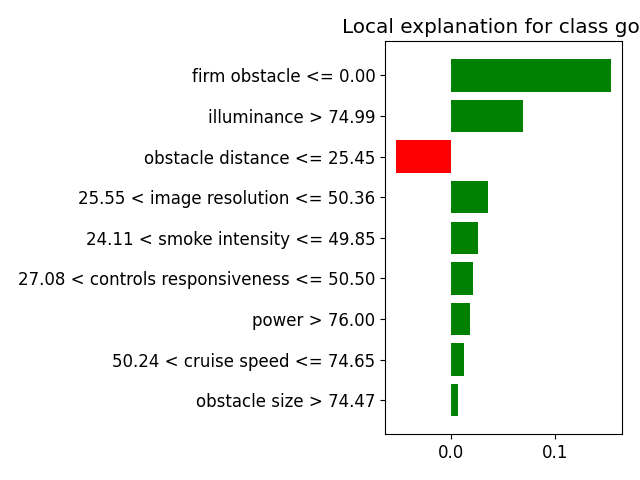 Local explanation for class go
firm obstacle <= 0.00
illuminance > 74.99
obstacle distance <= 25.45
25.55 < image resolution <= 50.36
24.11 < smoke intensity <= 49.85
27.08 < controls responsiveness <= 50.50
power > 76.00
50.24 < cruise speed <= 74.65
obstacle size > 74.47
0.0 0.1